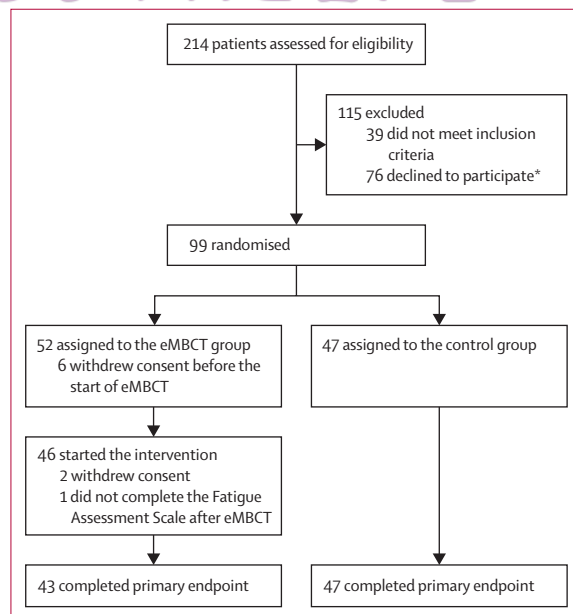 214 patients assessed for eligibility
115 excluded
39 did not meet inclusion
criteria
76 declined to participate*
99 randomised
52 assigned to the eMBCT group
6 withdrew consent before the
start of eMBCT
47 assigned to the control group
46 started the intervention
2 withdrew consent
1 did not complete the Fatigue
Assessment Scale after eMBCT
43 completed primary endpoint
47 completed primary endpoint